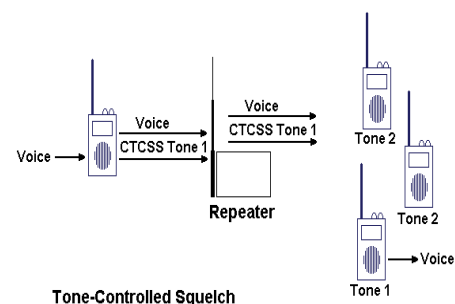 Voice
Voice
CTCSS Tone 1
Repeater
Voice
CTCSS Tone 1
Tone 2
Tone 2
Tone 1
Voice
Tone-Controlled Squelch